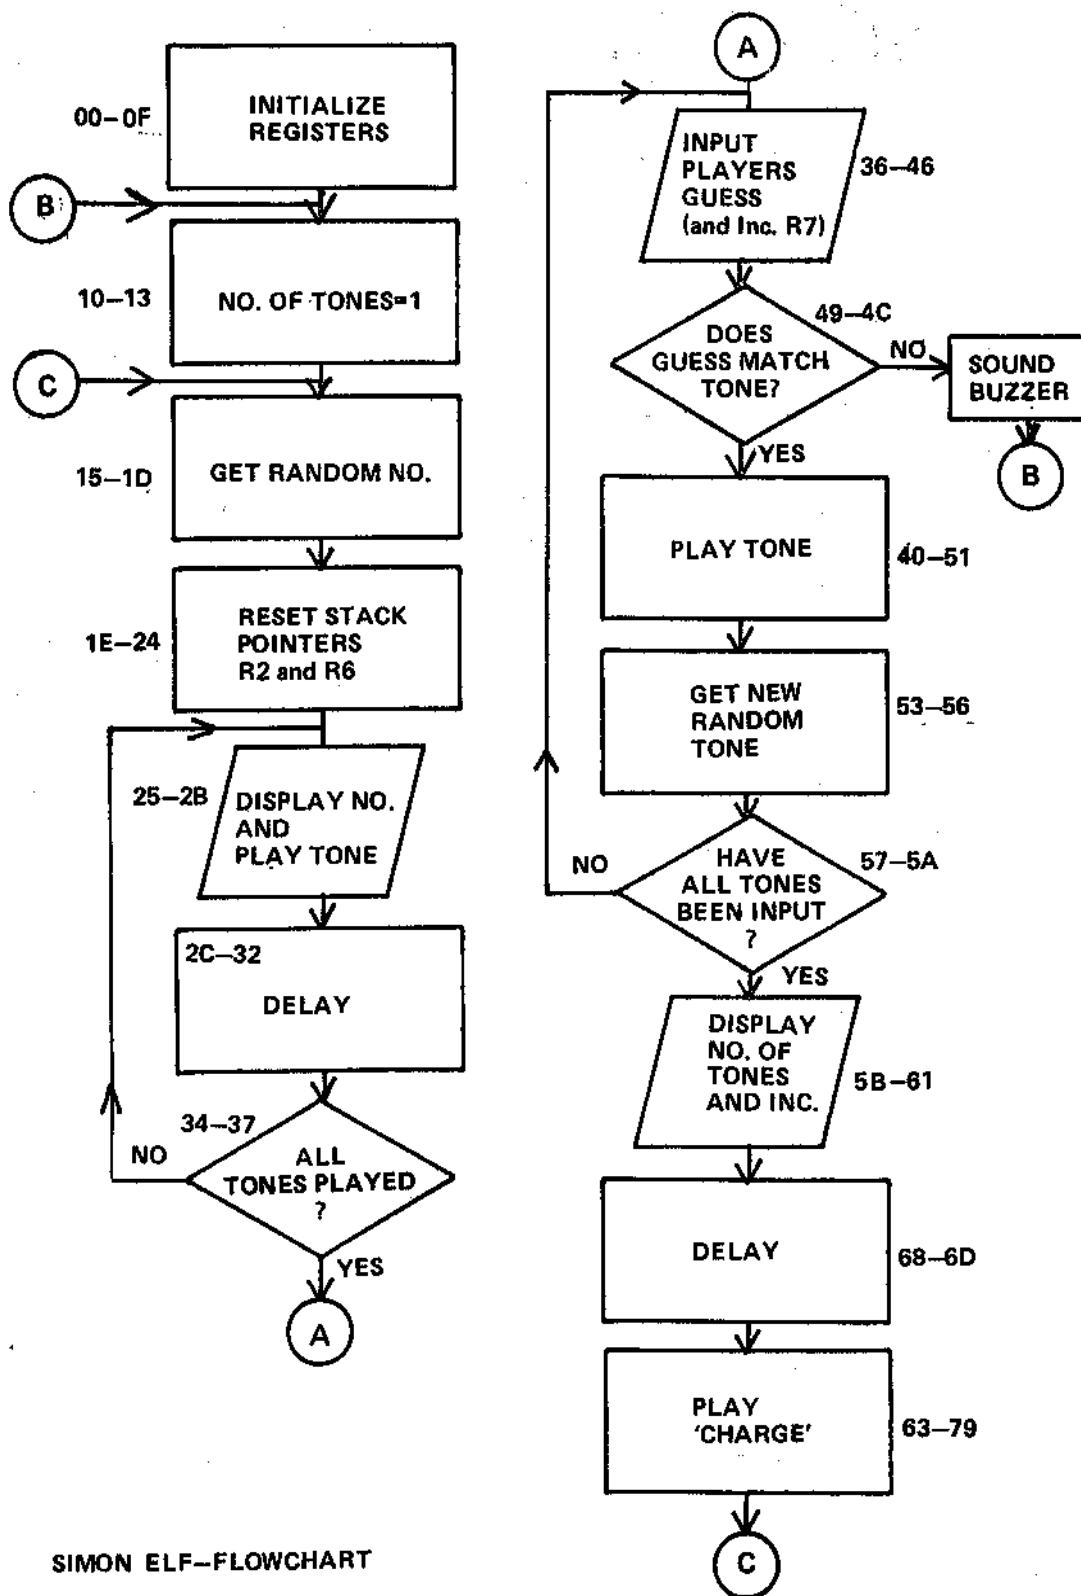 00-0F
INITIALIZE
REGISTERS
B
10-13
NO. OF TONES=1
C
15-1D
GET RANDOM NO.
1E-24
RESET STACK
POINTERS
R2 and R6
25-2B
DISPLAY NO.
AND
PLAY TONE
2C-32
DELAY
34-37
NO
ALL
TONES PLAYED
?
YES
A
A
INPUT
PLAYERS
GUESS
(and Inc. R7)
36-46
49-4C
DOES
GUESS MATCH
TONE?
NO
SOUND
BUZZER
B
YES
PLAY TONE
40-51
GET NEW
RANDOM
TONE
53-56
NO
HAVE
ALL TONES
BEEN INPUT
?
57-5A
YES
DISPLAY
NO. OF
TONES
AND INC.
5B-61
DELAY
68-6D
PLAY
'CHARGE'
63-79
C
SIMON ELF-FLOWCHART